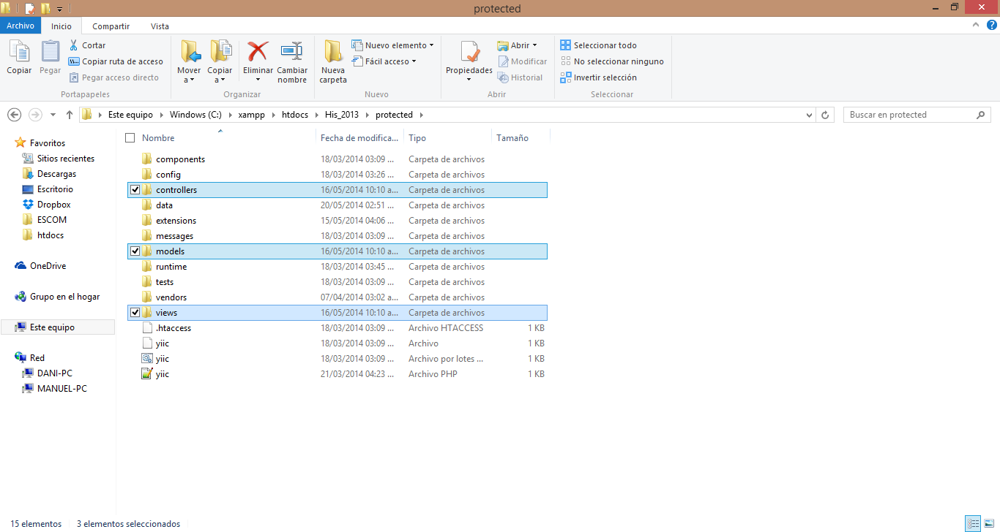 protected
Archivo Inicio Compartir Vista
Copiar
Pegar
Cortar
Copiar ruta de acceso
Pegar acceso directo
Portapapeles
Mover a
Copiar a
Eliminar
Cambiar nombre
Organizar
Nueva carpeta
Nuevo elemento
Fácil acceso
Nuevo
Propiedades
Abrir
Modificar
Historial
Abrir
Seleccionar todo
No seleccionar ninguno
Invertir selección
Seleccionar
Este equipo Windows (C:) xampp htdocs His_2013 protected
Buscar en protected
Favoritos
Sitios recientes
Descargas
Escritorio
Dropbox
ESCOM
htdocs
OneDrive
Grupo en el hogar
Este equipo
Red
DANI-PC
MANUEL-PC
Nombre Fecha de modifica... Tipo Tamaño
components 18/03/2014 03:09 ... Carpeta de archivos
config 18/03/2014 03:26 ... Carpeta de archivos
controllers 16/05/2014 10:10 a... Carpeta de archivos
data 20/05/2014 02:51 ... Carpeta de archivos
extensions 15/05/2014 04:06 ... Carpeta de archivos
messages 18/03/2014 03:09 ... Carpeta de archivos
models 16/05/2014 10:10 a... Carpeta de archivos
runtime 18/03/2014 03:45 ... Carpeta de archivos
tests 18/03/2014 03:09 ... Carpeta de archivos
vendors 07/04/2014 03:02 a... Carpeta de archivos
views 16/05/2014 10:10 a... Carpeta de archivos
.htaccess 18/03/2014 03:09 ... Archivo HTACCESS 1 KB
yiic 18/03/2014 03:09 ... Archivo 1 KB
yiic 18/03/2014 03:09 ... Archivo por lotes ... 1 KB
yiic 21/03/2014 04:23 ... Archivo PHP 1 KB
15 elementos 3 elementos seleccionados